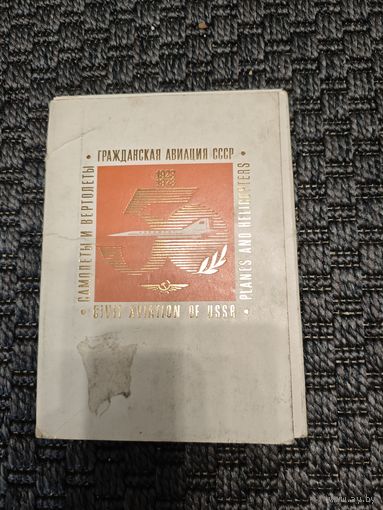 • ГРАЖДАНСКАЯ АВИАЦИЯ СССР •
1923
1973
САМОЛЕТЫ И ВЕРТОЛЕТЫ
PLANES AND HELICOPTERS
• CIVIL AVIATION OF USSR •